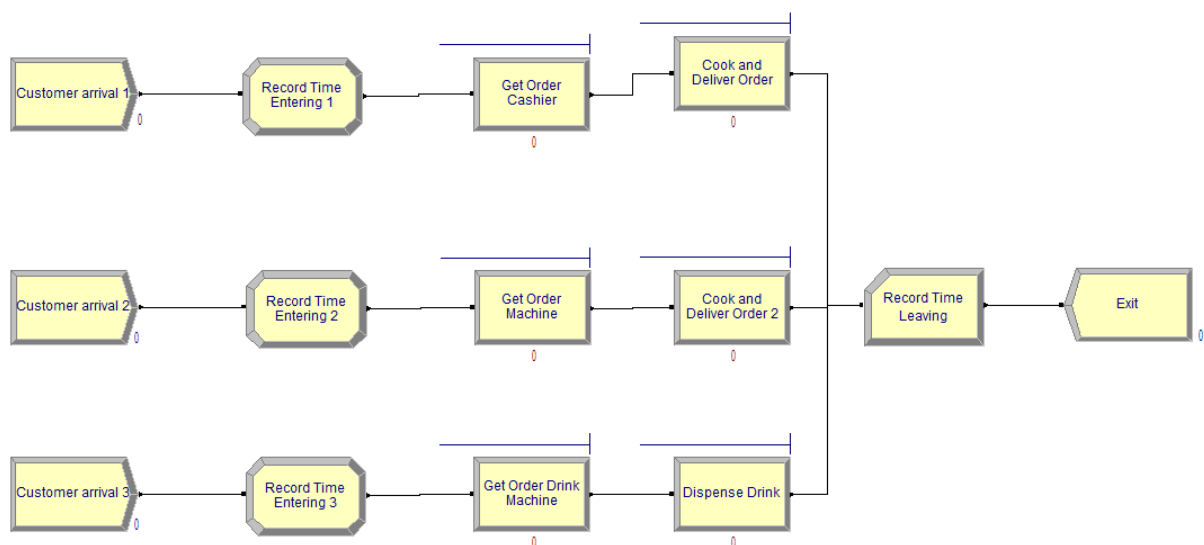 Customer arrival 1
0
Record Time
Entering 1
Get Order
Cashier
0
Cook and
Deliver Order
0
Customer arrival 2
0
Record Time
Entering 2
Get Order
Machine
0
Cook and
Deliver Order 2
0
Record Time
Leaving
Exit
0
Customer arrival 3
0
Record Time
Entering 3
Get Order Drink
Machine
0
Dispense Drink
0